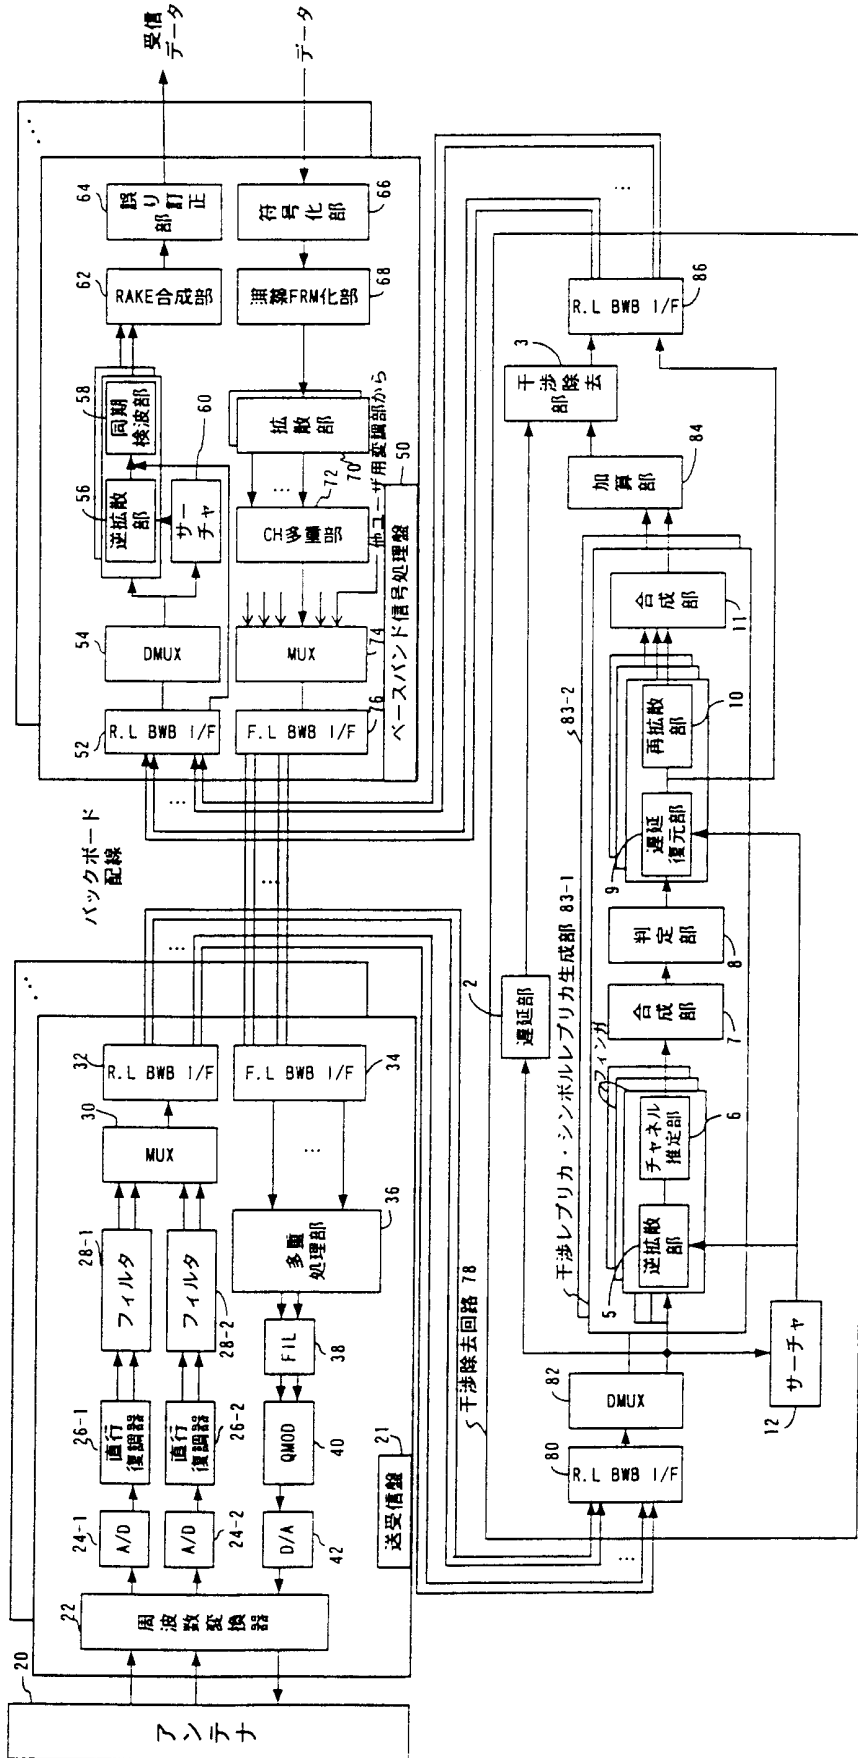 20
アンテナ
22
周波数変換器
24-1
A/D
24-2
A/D
42
D/A
26-1
直行
復調器
26-2
直行
復調器
40
QMOD
28-1
フィルタ
28-2
フィルタ
38
FIL
30
MUX
36
多重
処理部
32
R.L BWB I/F
34
F.L BWB I/F
...
21
送受信盤
...
バックボード
配線
...
...
...
52
R.L BWB I/F
54
DMUX
56
逆拡散部
58
同期
検波部
60
サーチャ
62
RAKE合成部
64
誤り訂正部
受信
データ
データ
66
符号化部
68
無線FRM化部
70
拡散部
...
72
CH多重部
他ユーザ用変調部から
74
MUX
76
F.L BWB I/F
50
ベースバンド信号処理盤
...
干渉除去回路 78
80
R.L BWB I/F
...
82
DMUX
12
サーチャ
2
遅延部
干渉レプリカ・シンボルレプリカ生成部 83-1
83-2
フィンガ
5
逆拡散部
6
チャネル
推定部
7
合成部
8
判定部
9
遅延
復元部
10
再拡散部
11
合成部
84
加算部
3
干渉除去部
86
R.L BWB I/F
...